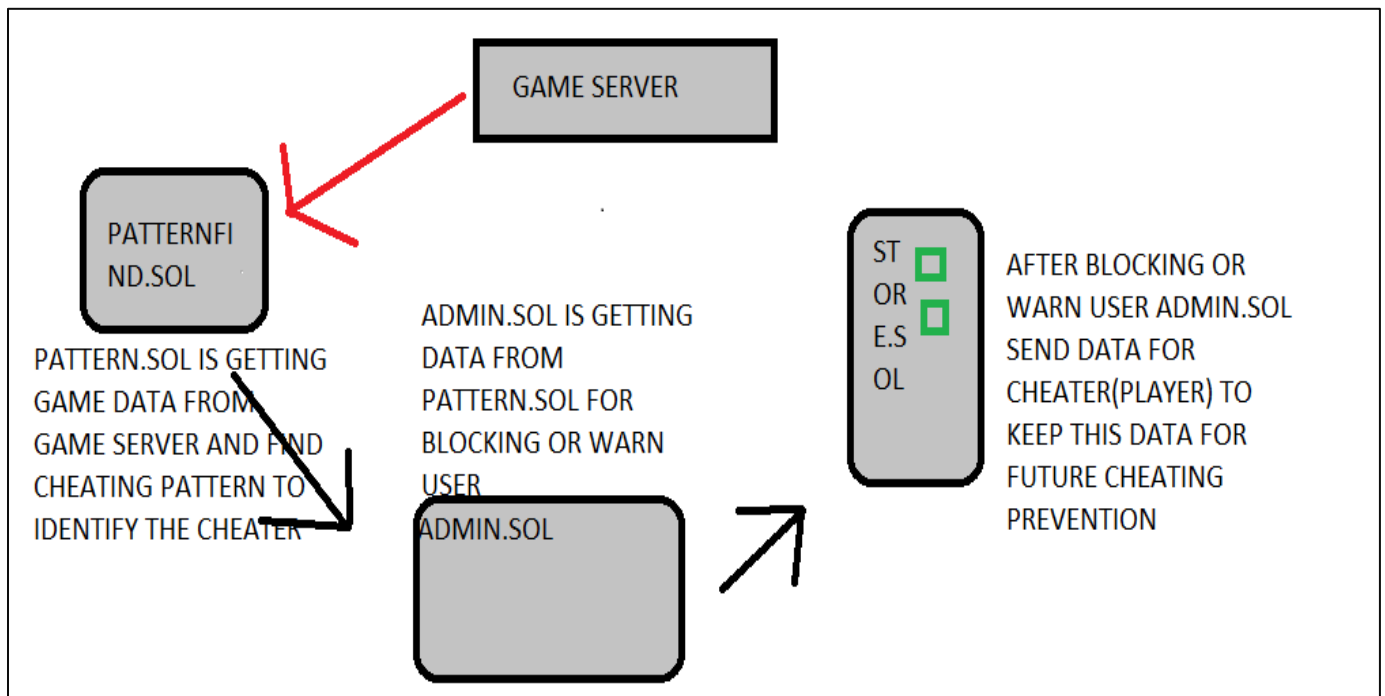 GAME SERVER
PATTERNFI
ND.SOL
PATTERN.SOL IS GETTING
GAME DATA FROM
GAME SERVER AND FIND
CHEATING PATTERN TO
IDENTIFY THE CHEATER
ADMIN.SOL IS GETTING
DATA FROM
PATTERN.SOL FOR
BLOCKING OR WARN
USER
ADMIN.SOL
ST
OR
E.S
OL
AFTER BLOCKING OR
WARN USER ADMIN.SOL
SEND DATA FOR
CHEATER(PLAYER) TO
KEEP THIS DATA FOR
FUTURE CHEATING
PREVENTION